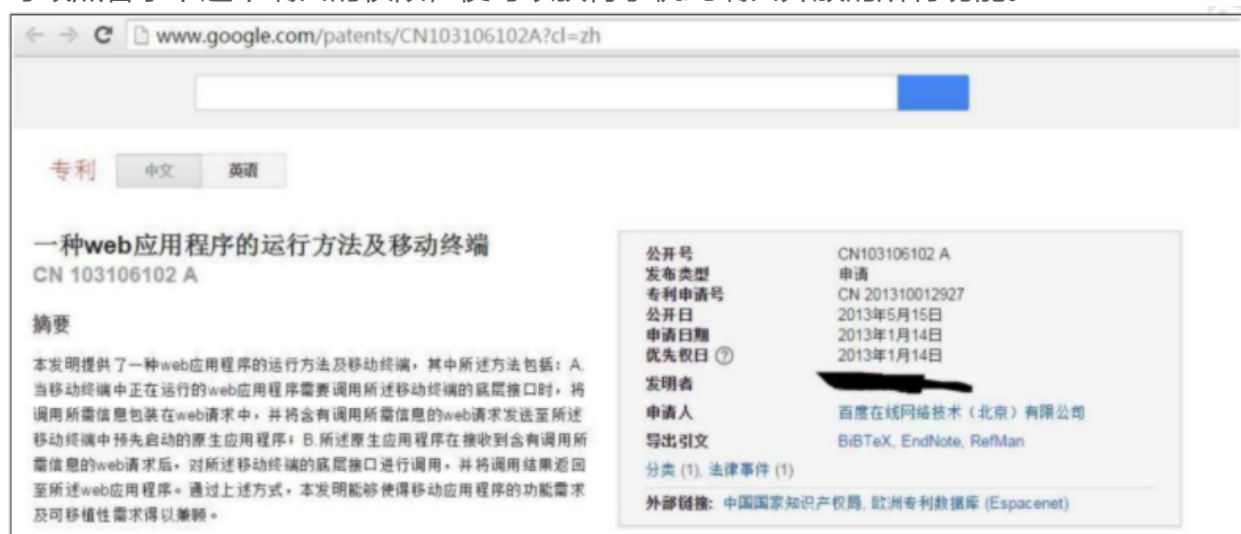 www.google.com/patents/CN103106102A?cl=zh
专利 中文 英语
一种web应用程序的运行方法及移动终端
CN 103106102 A
摘要
本发明提供了一种web应用程序的运行方法及移动终端，其中所述方法包括：A.
当移动终端中正在运行的web应用程序需要调用所述移动终端的底层接口时，将
调用所需信息包装在web请求中，并将含有调用所需信息的web请求发送至所述
移动终端中预先启动的原生应用程序；B.所述原生应用程序在接收到含有调用所
需信息的web请求后，对所述移动终端的底层接口进行调用，并将调用结果返回
至所述web应用程序。通过上述方式，本发明能够使得移动应用程序的功能需求
及可移植性需求得以兼顾。
公开号 CN103106102 A
发布类型 申请
专利申请号 CN 201310012927
公开日 2013年5月15日
申请日期 2013年1月14日
优先权日 ? 2013年1月14日
发明者
申请人 百度在线网络技术（北京）有限公司
导出引文 BiBTeX, EndNote, RefMan
分类 (1), 法律事件 (1)
外部链接: 中国国家知识产权局, 欧洲专利数据库 (Espacenet)